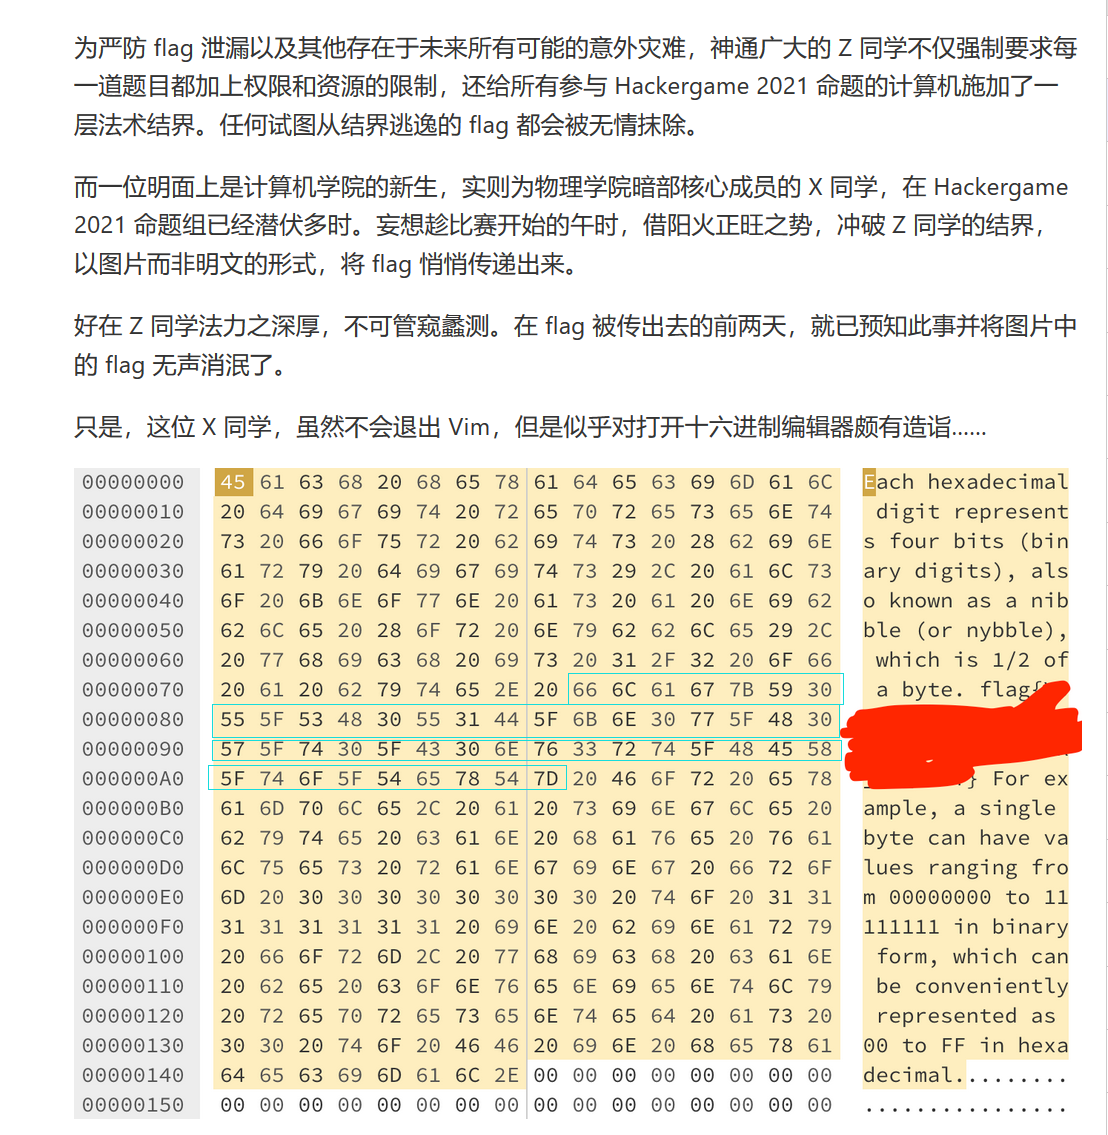 为严防 flag 泄漏以及其他存在于未来所有可能的意外灾难，神通广大的 Z 同学不仅强制要求每
一道题目都加上权限和资源的限制，还给所有参与 Hackergame 2021 命题的计算机施加了一
层法术结界。任何试图从结界逃逸的 flag 都会被无情抹除。
而一位明面上是计算机学院的新生，实则为物理学院暗部核心成员的 X 同学，在 Hackergame
2021 命题组已经潜伏多时。妄想趁比赛开始的午时，借阳火正旺之势，冲破 Z 同学的结界，
以图片而非明文的形式，将 flag 悄悄传递出来。
好在 Z 同学法力之深厚，不可管窥蠡测。在 flag 被传出去的前两天，就已预知此事并将图片中
的 flag 无声消泯了。
只是，这位 X 同学，虽然不会退出 Vim，但是似乎对打开十六进制编辑器颇有造诣……
00000000 45 61 63 68 20 68 65 78 61 64 65 63 69 6D 61 6C Each hexadecimal
00000010 20 64 69 67 69 74 20 72 65 70 72 65 73 65 6E 74 digit represent
00000020 73 20 66 6F 75 72 20 62 69 74 73 20 28 62 69 6E s four bits (bin
00000030 61 72 79 20 64 69 67 69 74 73 29 2C 20 61 6C 73 ary digits), als
00000040 6F 20 6B 6E 6F 77 6E 20 61 73 20 61 20 6E 69 62 o known as a nib
00000050 62 6C 65 20 28 6F 72 20 6E 79 62 62 6C 65 29 2C ble (or nybble),
00000060 20 77 68 69 63 68 20 69 73 20 31 2F 32 20 6F 66 which is 1/2 of
00000070 20 61 20 62 79 74 65 2E 20 66 6C 61 67 7B 59 30 a byte. flag{
00000080 55 5F 53 48 30 55 31 44 5F 6B 6E 30 77 5F 48 30
00000090 57 5F 74 30 5F 43 30 6E 76 33 72 74 5F 48 45 58
000000A0 5F 74 6F 5F 54 65 78 54 7D 20 46 6F 72 20 65 78 } For ex
000000B0 61 6D 70 6C 65 2C 20 61 20 73 69 6E 67 6C 65 20 ample, a single
000000C0 62 79 74 65 20 63 61 6E 20 68 61 76 65 20 76 61 byte can have va
000000D0 6C 75 65 73 20 72 61 6E 67 69 6E 67 20 66 72 6F lues ranging fro
000000E0 6D 20 30 30 30 30 30 30 30 30 20 74 6F 20 31 31 m 00000000 to 11
000000F0 31 31 31 31 31 31 20 69 6E 20 62 69 6E 61 72 79 111111 in binary
00000100 20 66 6F 72 6D 2C 20 77 68 69 63 68 20 63 61 6E form, which can
00000110 20 62 65 20 63 6F 6E 76 65 6E 69 65 6E 74 6C 79 be conveniently
00000120 20 72 65 70 72 65 73 65 6E 74 65 64 20 61 73 20 represented as
00000130 30 30 20 74 6F 20 46 46 20 69 6E 20 68 65 78 61 00 to FF in hexa
00000140 64 65 63 69 6D 61 6C 2E 00 00 00 00 00 00 00 00 decimal.........
00000150 00 00 00 00 00 00 00 00 00 00 00 00 00 00 00 00 ................